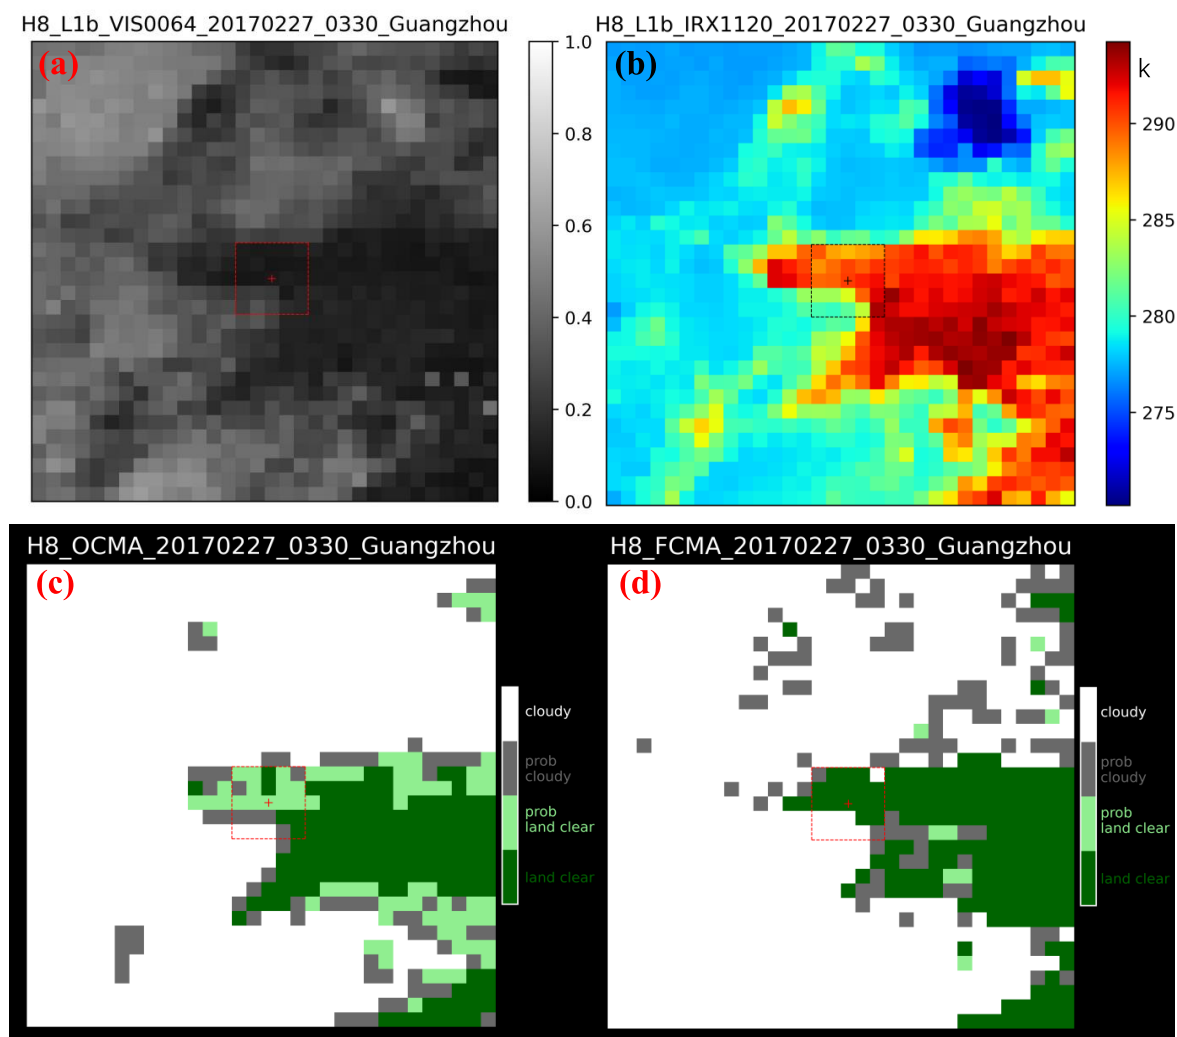 H8_L1b_VIS0064_20170227_0330_Guangzhou
H8_L1b_IRX1120_20170227_0330_Guangzhou
(a)
1.0
0.8
0.6
0.4
0.2
0.0
(b)
k
290
285
280
275
H8_OCMA_20170227_0330_Guangzhou
H8_FCMA_20170227_0330_Guangzhou
(c)
cloudy
prob
cloudy
prob
land clear
land clear
(d)
cloudy
prob
cloudy
prob
land clear
land clear